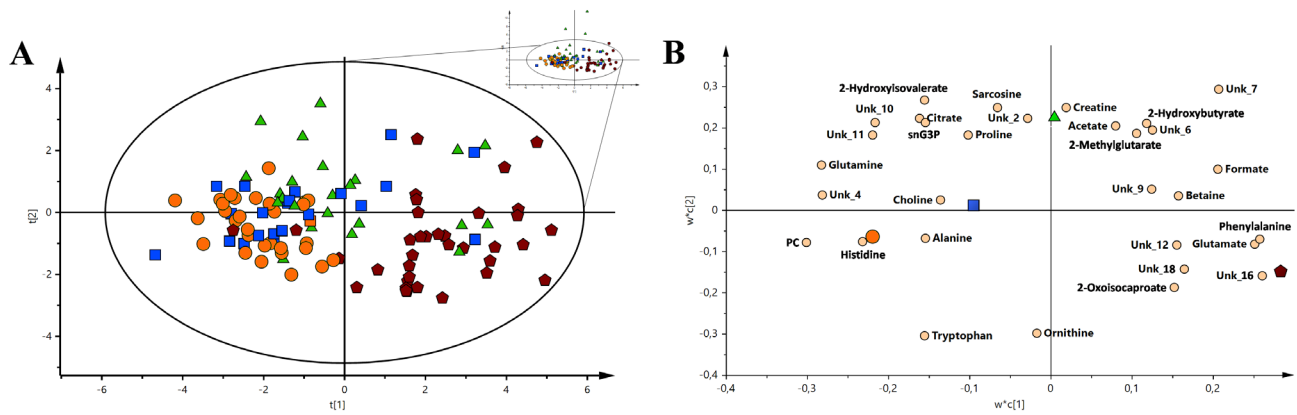 A
4
2
0
-2
-4
t[2]
-6
-4
-2
0
2
4
6
t[1]
B
0,3
0,2
0,1
0
-0,1
-0,2
-0,3
-0,4
w*c[2]
-0,4
-0,3
-0,2
-0,1
0
0,1
0,2
w*c[1]
Unk_7
2-Hydroxyisovalerate
Sarcosine
Creatine
Unk_10
Citrate
Unk_2
2-Hydroxybutyrate
Acetate
Unk_6
Unk_11
snG3P
Proline
2-Methylglutarate
Glutamine
Formate
Unk_4
Choline
Unk_9
Betaine
PC
Histidine
Alanine
Phenylalanine
Unk_12
Glutamate
Unk_18
Unk_16
2-Oxoisocaproate
Tryptophan
Ornithine